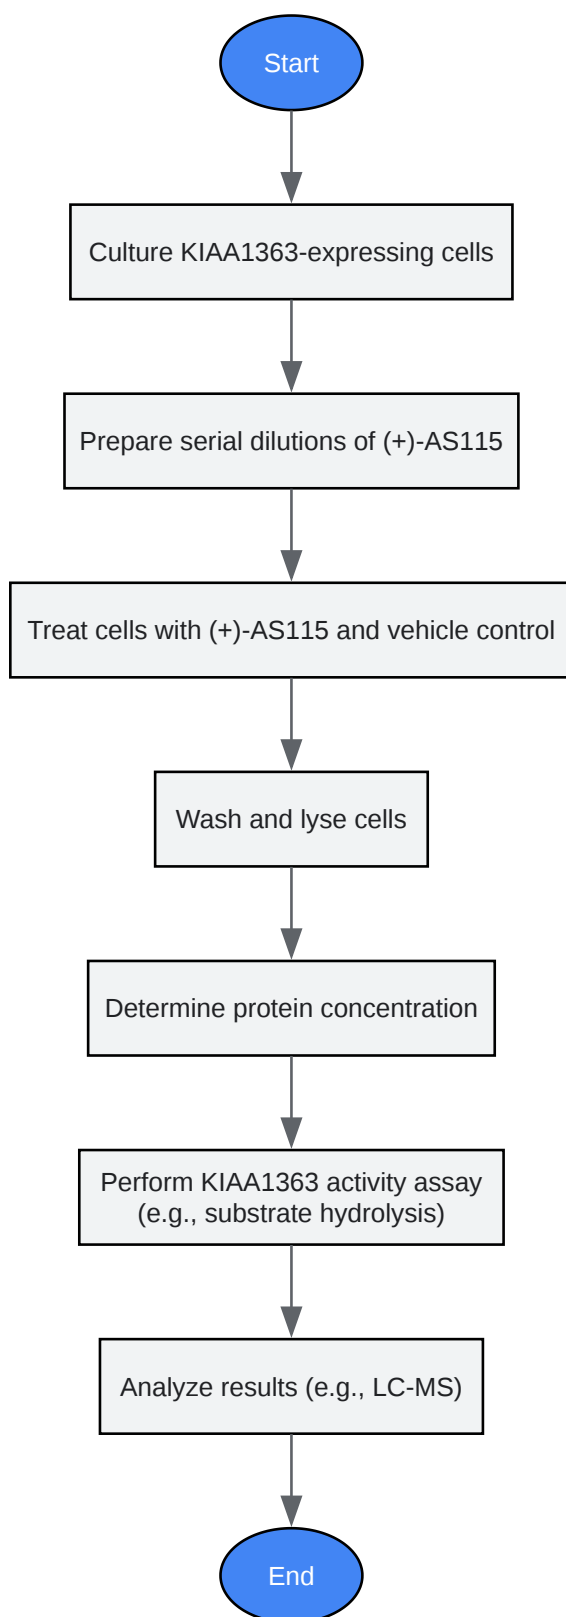 Start
Culture KIAA1363-expressing cells
Prepare serial dilutions of (+)-AS115
Treat cells with (+)-AS115 and vehicle control
Wash and lyse cells
Determine protein concentration
Perform KIAA1363 activity assay
(e.g., substrate hydrolysis)
Analyze results (e.g., LC-MS)
End